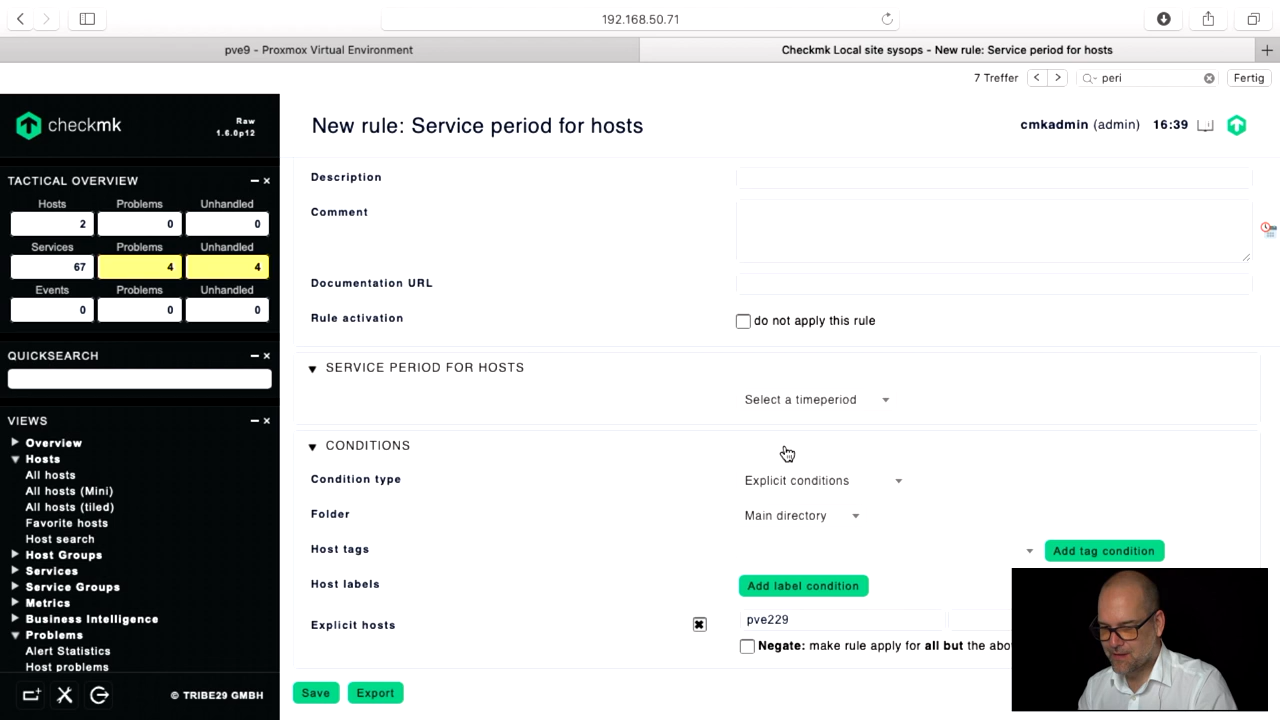 192.168.50.71
pve9 - Proxmox Virtual Environment
Checkmk Local site sysops - New rule: Service period for hosts
7 Treffer
peri
Fertig
checkmk
Raw
1.6.0p12
New rule: Service period for hosts
cmkadmin (admin) 16:39
TACTICAL OVERVIEW
Hosts Problems Unhandled
2 0 0
Services Problems Unhandled
67 4 4
Events Problems Unhandled
0 0 0
QUICKSEARCH
VIEWS
Overview
Hosts
All hosts
All hosts (Mini)
All hosts (tiled)
Favorite hosts
Host search
Host Groups
Services
Service Groups
Metrics
Business Intelligence
Problems
Alert Statistics
Host problems
© TRIBE29 GMBH
Description
Comment
Documentation URL
Rule activation
do not apply this rule
SERVICE PERIOD FOR HOSTS
Select a timeperiod
CONDITIONS
Condition type
Explicit conditions
Folder
Main directory
Host tags
Add tag condition
Host labels
Add label condition
Explicit hosts
pve229
Negate: make rule apply for all but the abo
Save
Export